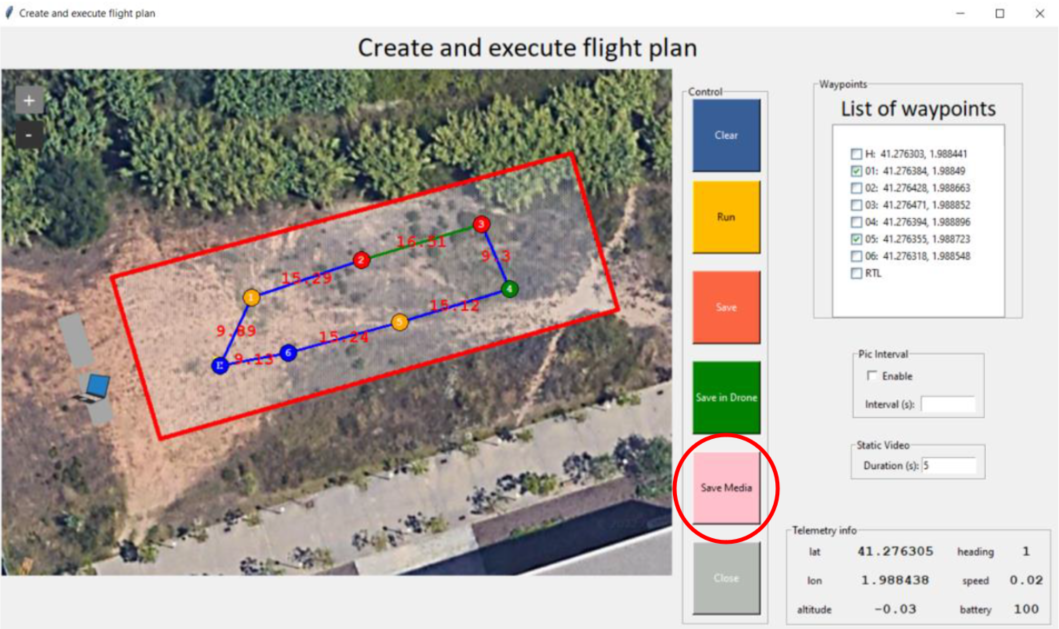 Create and execute flight plan
Create and execute flight plan
+
-
1
2
3
4
5
6
15.29
16.51
9.3
15.12
15.24
9.13
Control
Clear
Run
Save
Save in Drone
Save Media
Close
Waypoints
List of waypoints
H: 41.276303, 1.988441
01: 41.276384, 1.98849
02: 41.276428, 1.988663
03: 41.276471, 1.988852
04: 41.276394, 1.988896
05: 41.276355, 1.988723
06: 41.276318, 1.988548
RTL
Pic Interval
Enable
Interval (s):
Static Video
Duration (s): 5
Telemetry info
lat 41.276305 heading 1
lon 1.988438 speed 0.02
altitude -0.03 battery 100